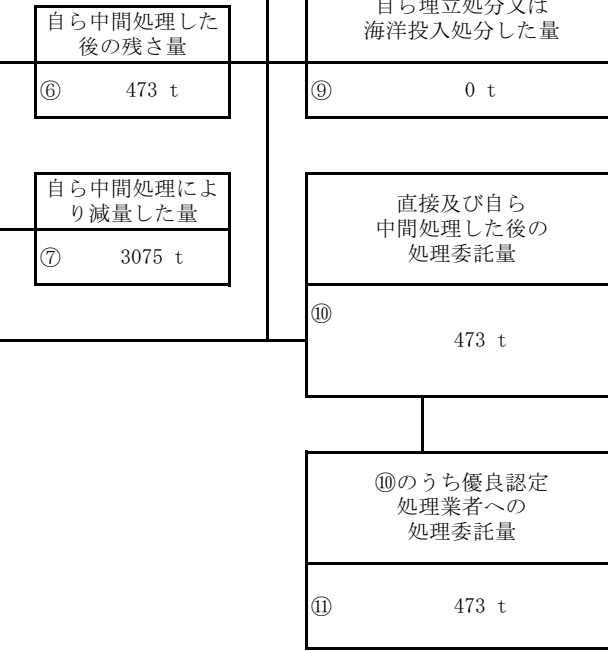 自ら中間処理した
後の残さ量
⑥ 473 t
自ら埋立処分又は
海洋投入処分した量
⑨ 0 t
自ら中間処理によ
り減量した量
⑦ 3075 t
直接及び自ら
中間処理した後の
処理委託量
⑩
473 t
⑩のうち優良認定
処理業者への
処理委託量
⑪ 473 t